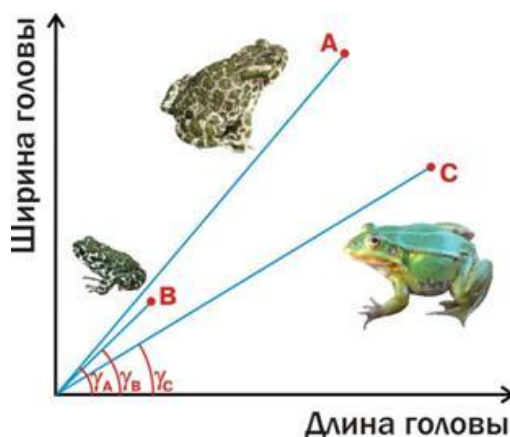 Ширина головы
A
C
B
γA γB γC
Длина головы